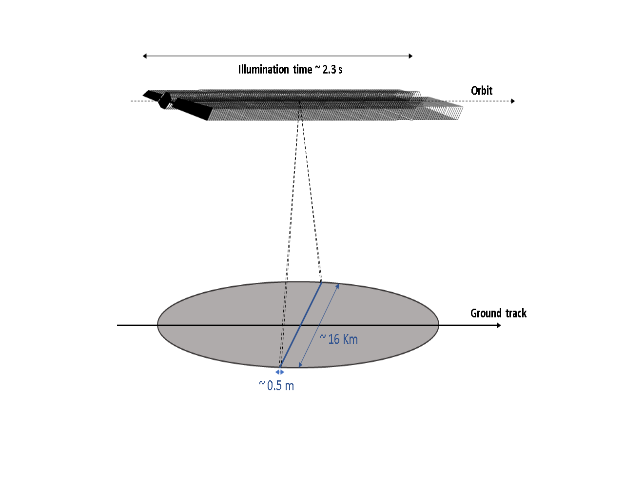 Illumination time ~ 2.3 s
Orbit
Ground track
~ 16 Km
~ 0.5 m